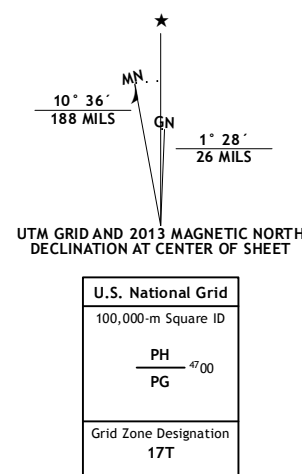 ★
MN
10° 36´
188 MILS
GN
1° 28´
26 MILS
UTM GRID AND 2013 MAGNETIC NORTH
DECLINATION AT CENTER OF SHEET
U.S. National Grid
100,000-m Square ID
PH
4700
PG
Grid Zone Designation
17T